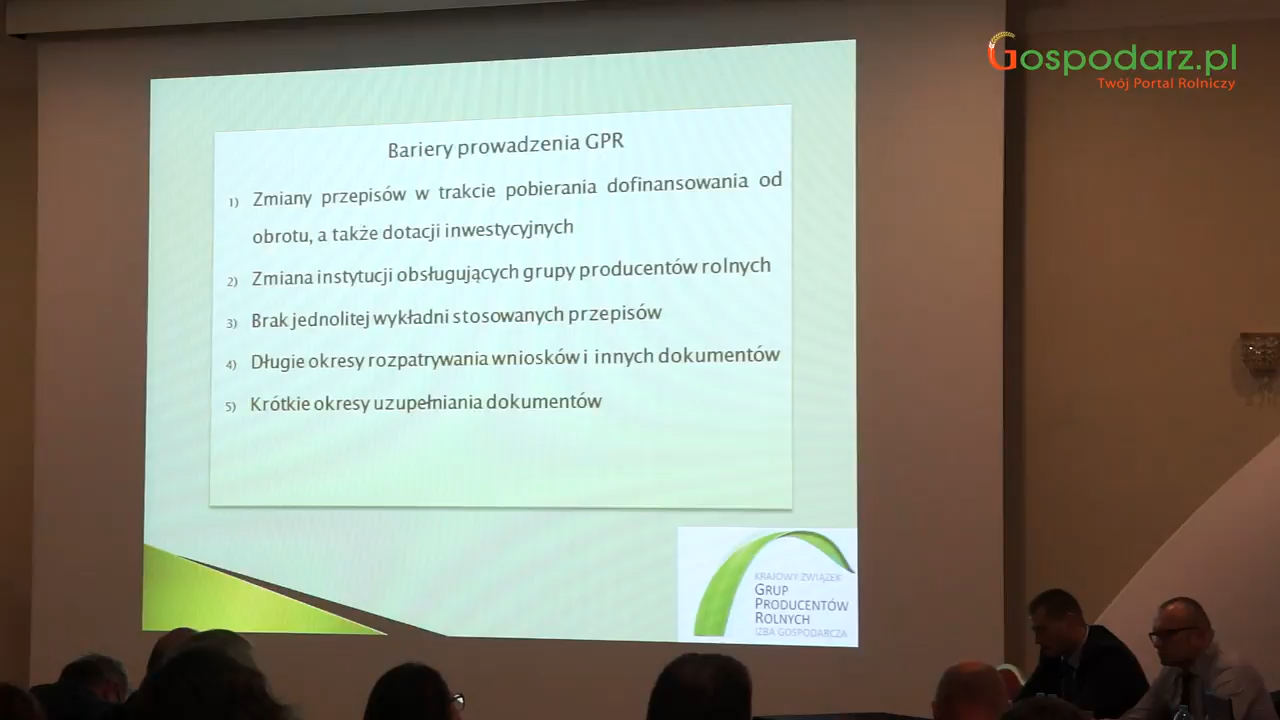 Gospodarz.pl
Twój Portal Rolniczy
Bariery prowadzenia GPR
1) Zmiany przepisów w trakcie pobierania dofinansowania od
obrotu, a także dotacji inwestycyjnych
2) Zmiana instytucji obsługujących grupy producentów rolnych
3) Brak jednolitej wykładni stosowanych przepisów
4) Długie okresy rozpatrywania wniosków i innych dokumentów
5) Krótkie okresy uzupełniania dokumentów
KRAJOWY ZWIĄZEK
GRUP
PRODUCENTÓW
ROLNYCH
IZBA GOSPODARCZA